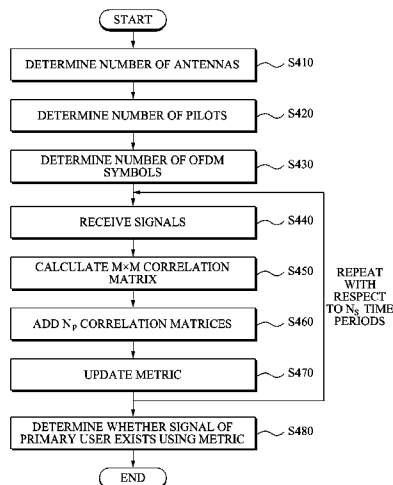 START
DETERMINE NUMBER OF ANTENNAS
S410
DETERMINE NUMBER OF PILOTS
S420
DETERMINE NUMBER OF OFDM
SYMBOLS
S430
RECEIVE SIGNALS
S440
CALCULATE M×M CORRELATION
MATRIX
S450
ADD NP CORRELATION MATRICES
S460
UPDATE METRIC
S470
REPEAT
WITH
RESPECT
TO NS TIME
PERIODS
DETERMINE WHETHER SIGNAL OF
PRIMARY USER EXISTS USING METRIC
S480
END